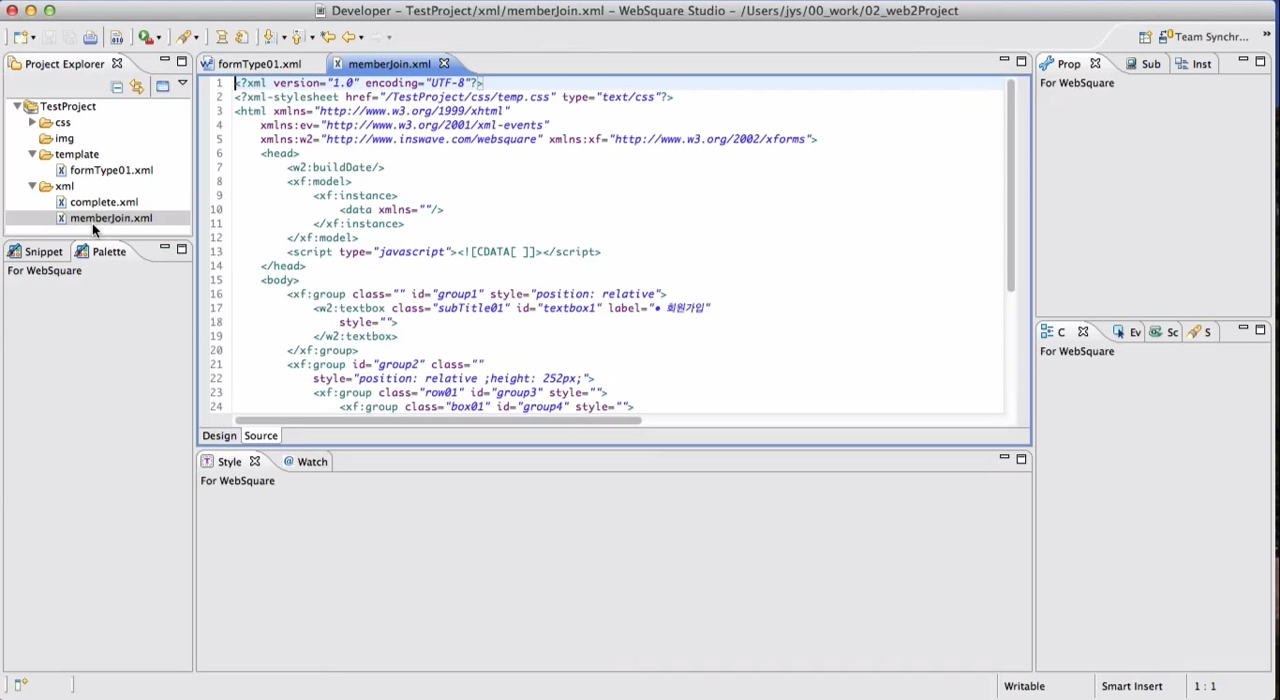 Developer – TestProject/xml/memberJoin.xml – WebSquare Studio – /Users/jys/00_work/02_web2Project
Team Synchr... »
Project Explorer
TestProject
css
img
template
formType01.xml
xml
complete.xml
memberJoin.xml
Snippet Palette
For WebSquare
formType01.xml memberJoin.xml
1 <?xml version="1.0" encoding="UTF-8"?>
2 <?xml-stylesheet href="/TestProject/css/temp.css" type="text/css"?>
3 <html xmlns="http://www.w3.org/1999/xhtml"
4 xmlns:ev="http://www.w3.org/2001/xml-events"
5 xmlns:w2="http://www.inswave.com/websquare" xmlns:xf="http://www.w3.org/2002/xforms">
6 <head>
7 <w2:buildDate/>
8 <xf:model>
9 <xf:instance>
10 <data xmlns=""/>
11 </xf:instance>
12 </xf:model>
13 <script type="javascript"><![CDATA[ ]]></script>
14 </head>
15 <body>
16 <xf:group class="" id="group1" style="position: relative">
17 <w2:textbox class="subTitle01" id="textbox1" label="• 회원가입"
18 style="">
19 </w2:textbox>
20 </xf:group>
21 <xf:group id="group2" class=""
22 style="position: relative ;height: 252px;">
23 <xf:group class="row01" id="group3" style="">
24 <xf:group class="box01" id="group4" style="">
Design Source
Style Watch
For WebSquare
Prop Sub Inst
For WebSquare
C Ev Sc S
For WebSquare
Writable Smart Insert 1 : 1